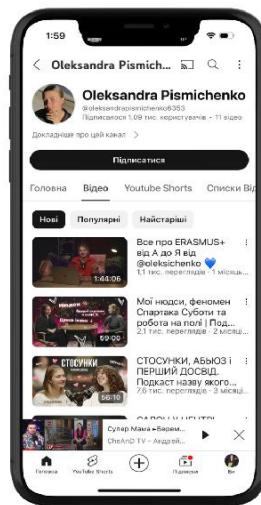 1:59
Oleksandra Pismich...
Oleksandra Pismichenko
@oleksandrapismichenko6353
Підписалося 1,09 тис. користувачів • 11 відео
Докладніше про цей канал >
Підписатися
Головна Відео Youtube Shorts Списки Від
Нові Популярні Найстаріші
Все про ERASMUS+
від А до Я від
@oleksichenko 💙
1,1 тис. переглядів · 1 місяць...
1:44:06
Мої нюдси, феномен
Спартака Суботи та
робота на полі | Под...
2,1 тис. переглядів · 2 місяці...
59:00
СТОСУНКИ
СТОСУНКИ, АБЬЮЗ і
ПЕРШИЙ ДОСВІД.
Подкаст назву якого...
7,6 тис. переглядів · 3 місяці...
56:10
Супер Мама
CheAnD TV - Андрей...
Головна Youtube Shorts Підписки Ви